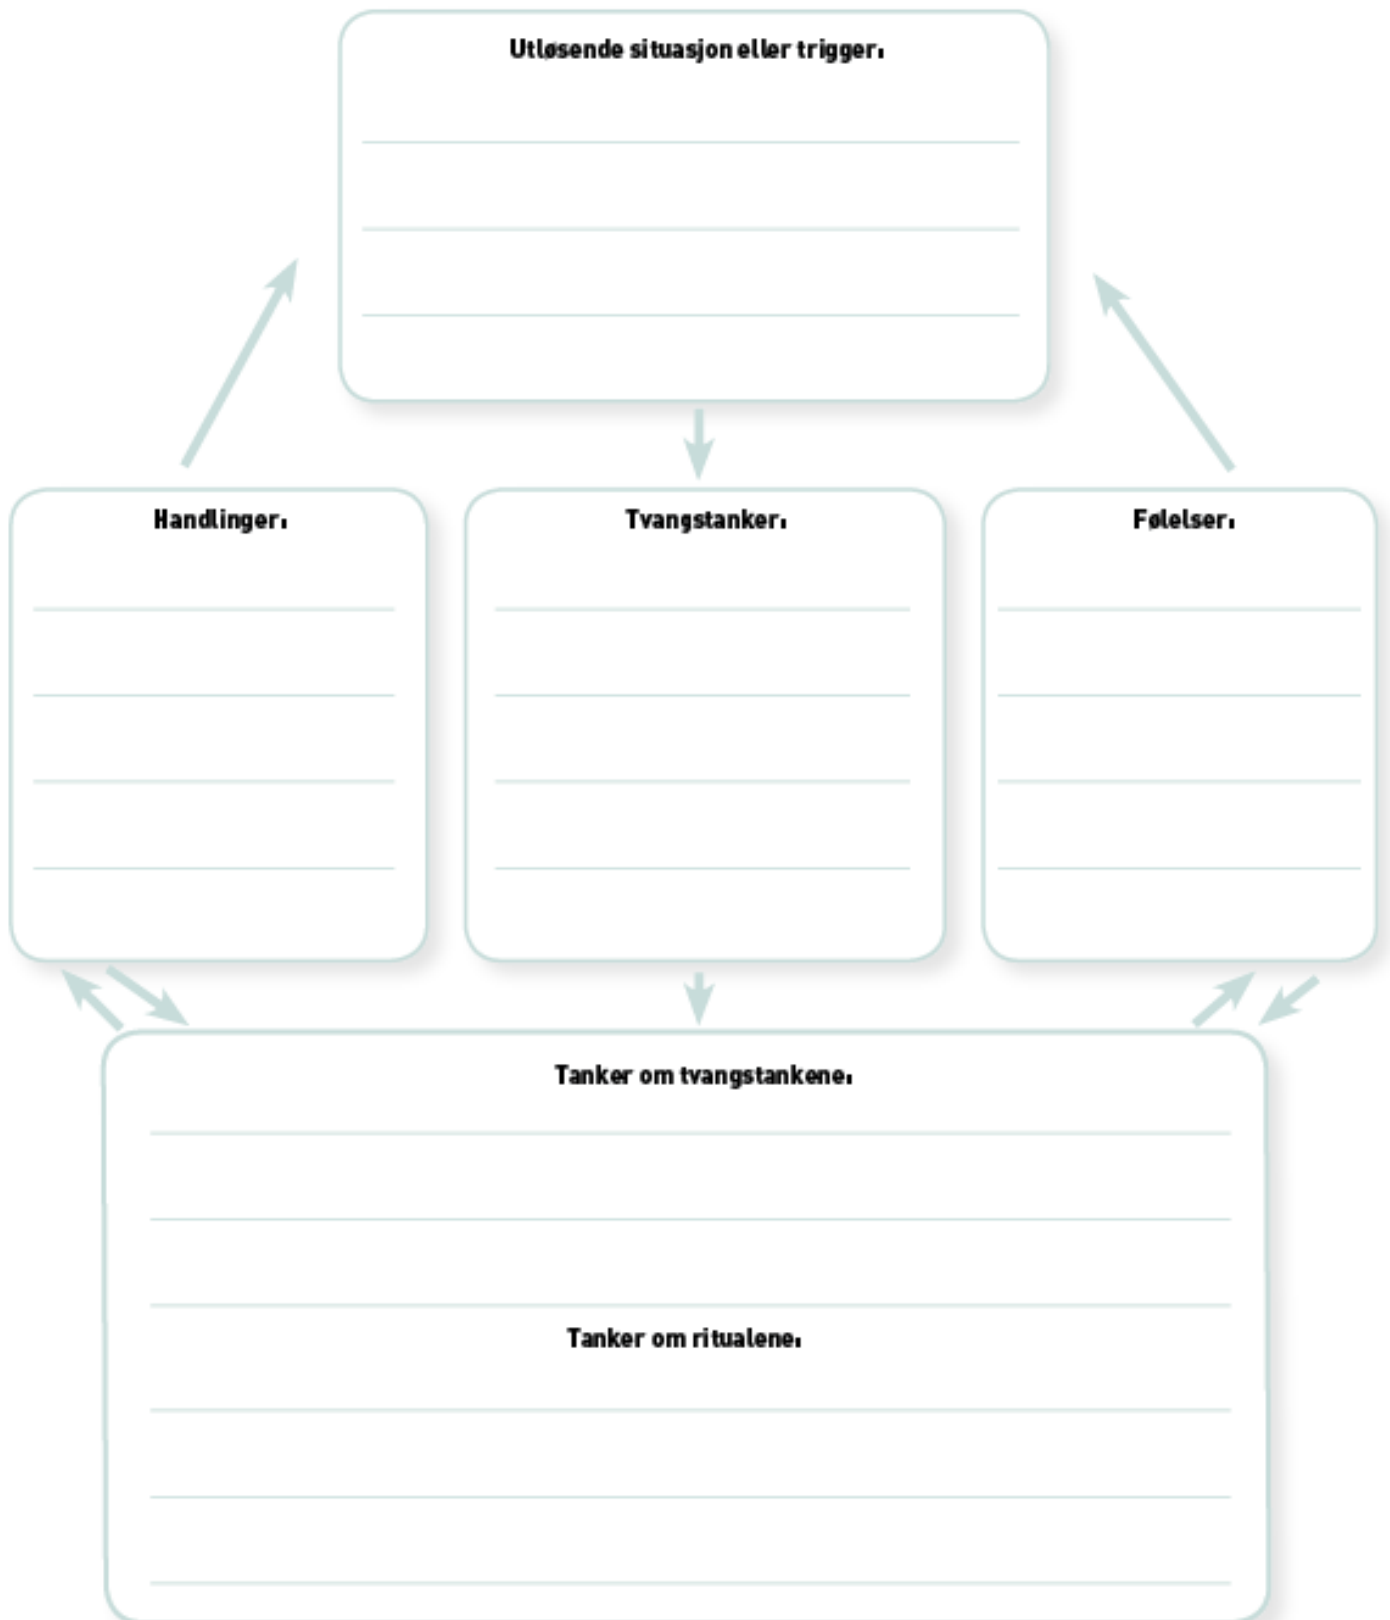 Utløsende situasjon eller trigger:
Handlinger:
Tvangstanker:
Følelser:
Tanker om tvangstankene:
Tanker om ritualene: